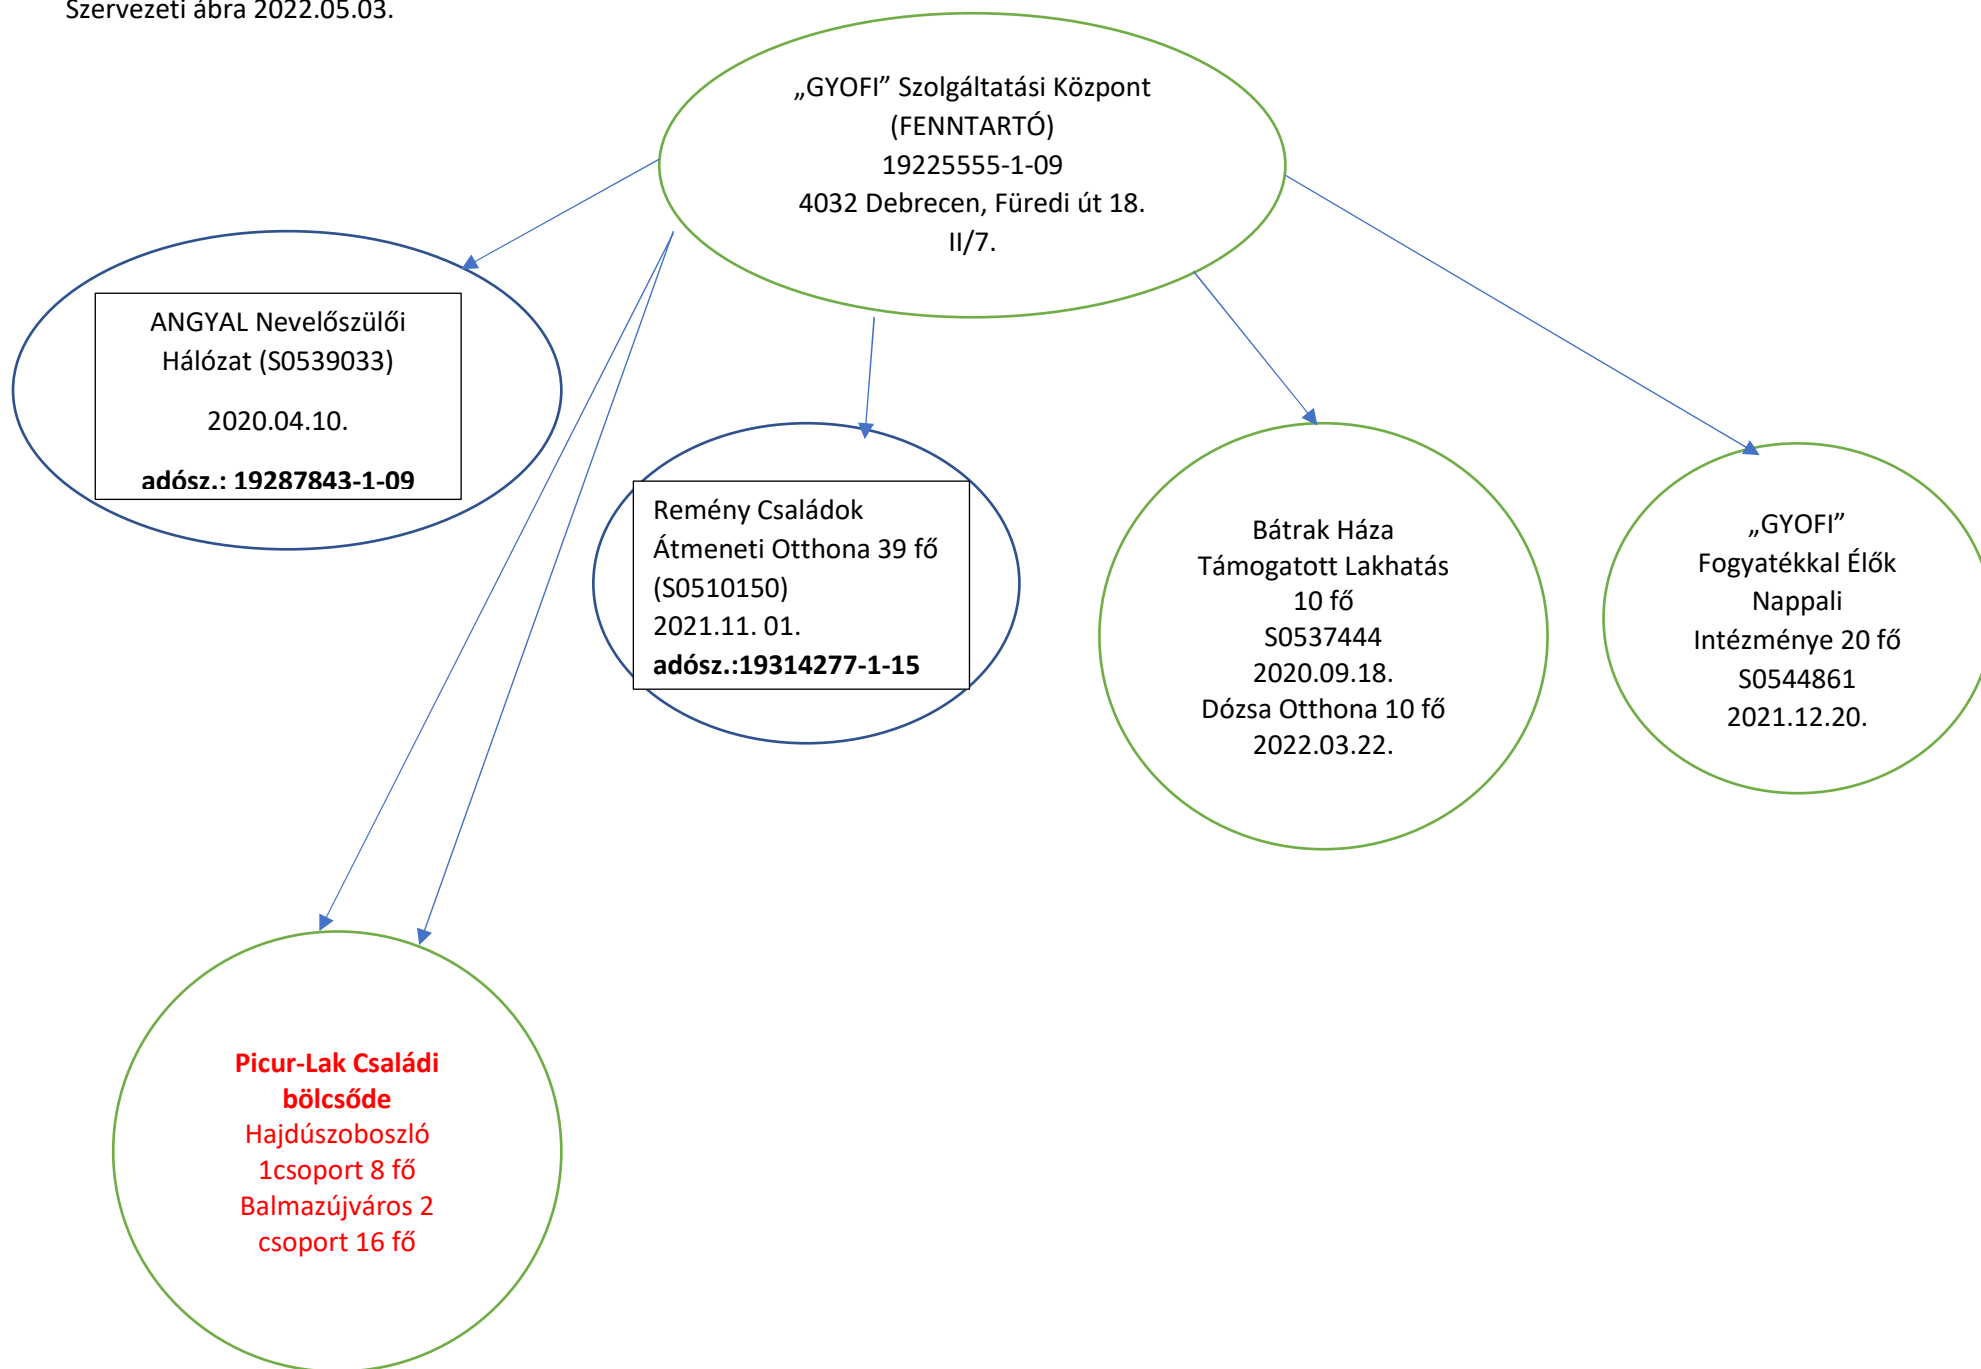 Szervezeti ábra 2022.05.03.
„GYOFI” Szolgáltatási Központ
(FENNTARTÓ)
19225555-1-09
4032 Debrecen, Füredi út 18.
II/7.
ANGYAL Nevelőszülői
Hálózat (S0539033)
2020.04.10.
adósz.: 19287843-1-09
Remény Családok
Átmeneti Otthona 39 fő
(S0510150)
2021.11. 01.
adósz.:19314277-1-15
Bátrak Háza
Támogatott Lakhatás
10 fő
S0537444
2020.09.18.
Dózsa Otthona 10 fő
2022.03.22.
„GYOFI”
Fogyatékkal Élők
Nappali
Intézménye 20 fő
S0544861
2021.12.20.
Picur-Lak Családi
bölcsőde
Hajdúszoboszló
1csoport 8 fő
Balmazújváros 2
csoport 16 fő